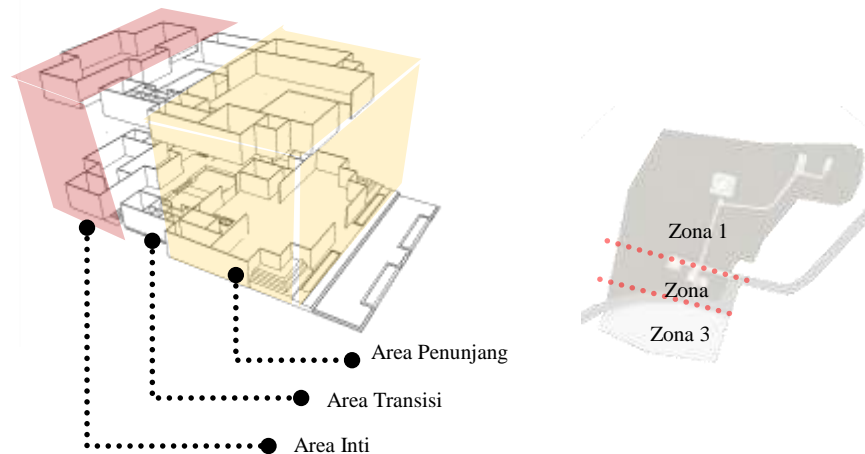 Area Penunjang
Area Transisi
Area Inti
Zona 1
Zona
Zona 3